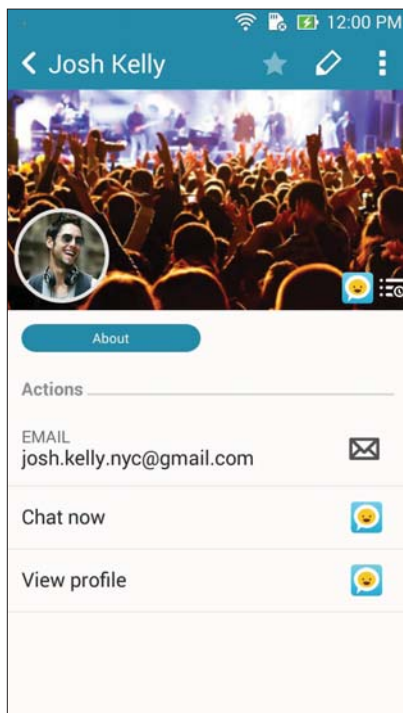 12:00 PM
Josh Kelly
About
Actions
EMAIL
josh.kelly.nyc@gmail.com
Chat now
View profile